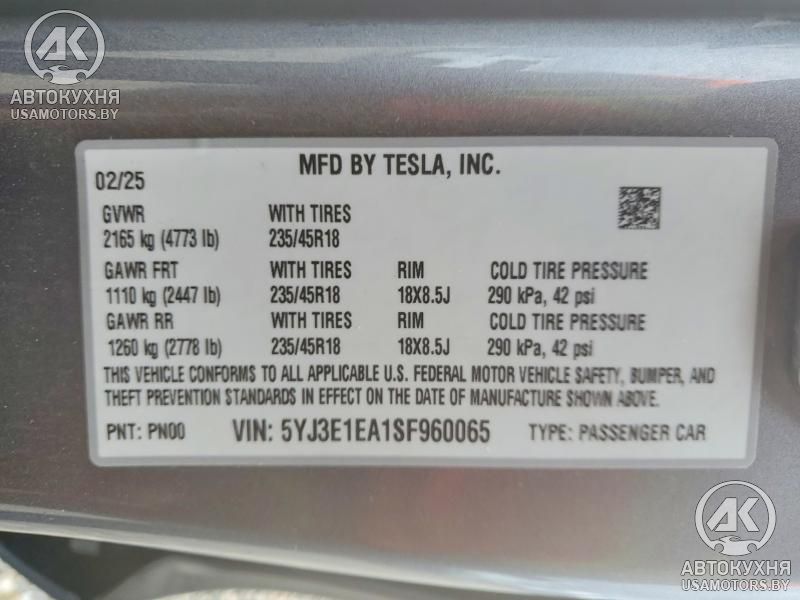 AK
АВТОКУХНЯ
USAMOTORS.BY
MFD BY TESLA, INC.
02/25
GVWR WITH TIRES
2165 kg (4773 lb) 235/45R18
GAWR FRT WITH TIRES RIM COLD TIRE PRESSURE
1110 kg (2447 lb) 235/45R18 18X8.5J 290 kPa, 42 psi
GAWR RR WITH TIRES RIM COLD TIRE PRESSURE
1260 kg (2778 lb) 235/45R18 18X8.5J 290 kPa, 42 psi
THIS VEHICLE CONFORMS TO ALL APPLICABLE U.S. FEDERAL MOTOR VEHICLE SAFETY, BUMPER, AND
THEFT PREVENTION STANDARDS IN EFFECT ON THE DATE OF MANUFACTURE SHOWN ABOVE.
PNT: PN00 VIN: 5YJ3E1EA1SF960065 TYPE: PASSENGER CAR
AK
АВТОКУХНЯ
USAMOTORS.BY